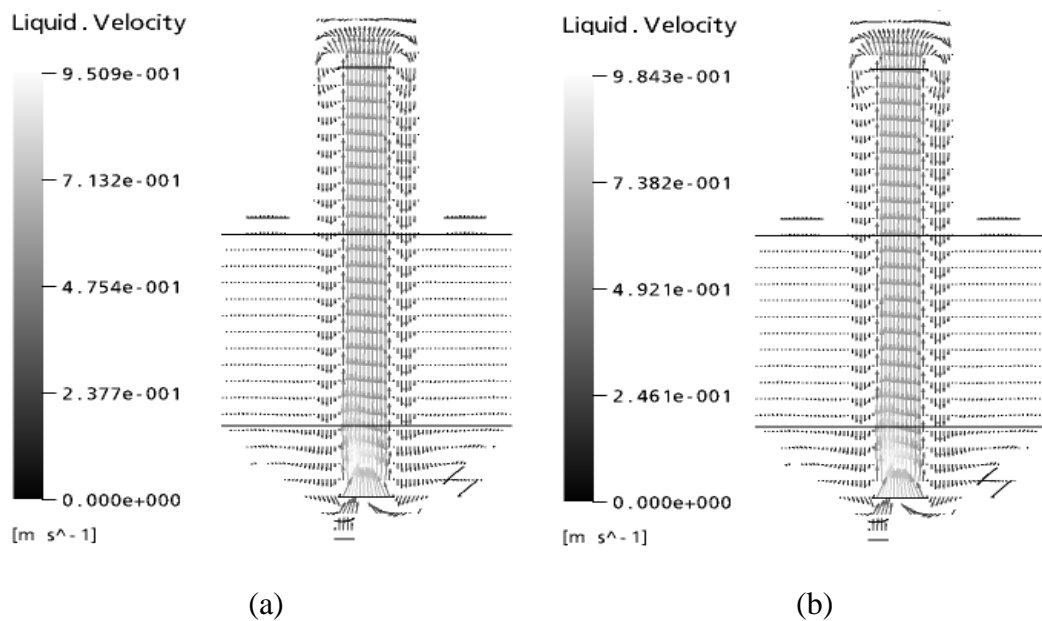 Liquid.Velocity
9.509e-001
7.132e-001
4.754e-001
2.377e-001
0.000e+000
[m s^-1]
(a)
Liquid.Velocity
9.843e-001
7.382e-001
4.921e-001
2.461e-001
0.000e+000
[m s^-1]
(b)